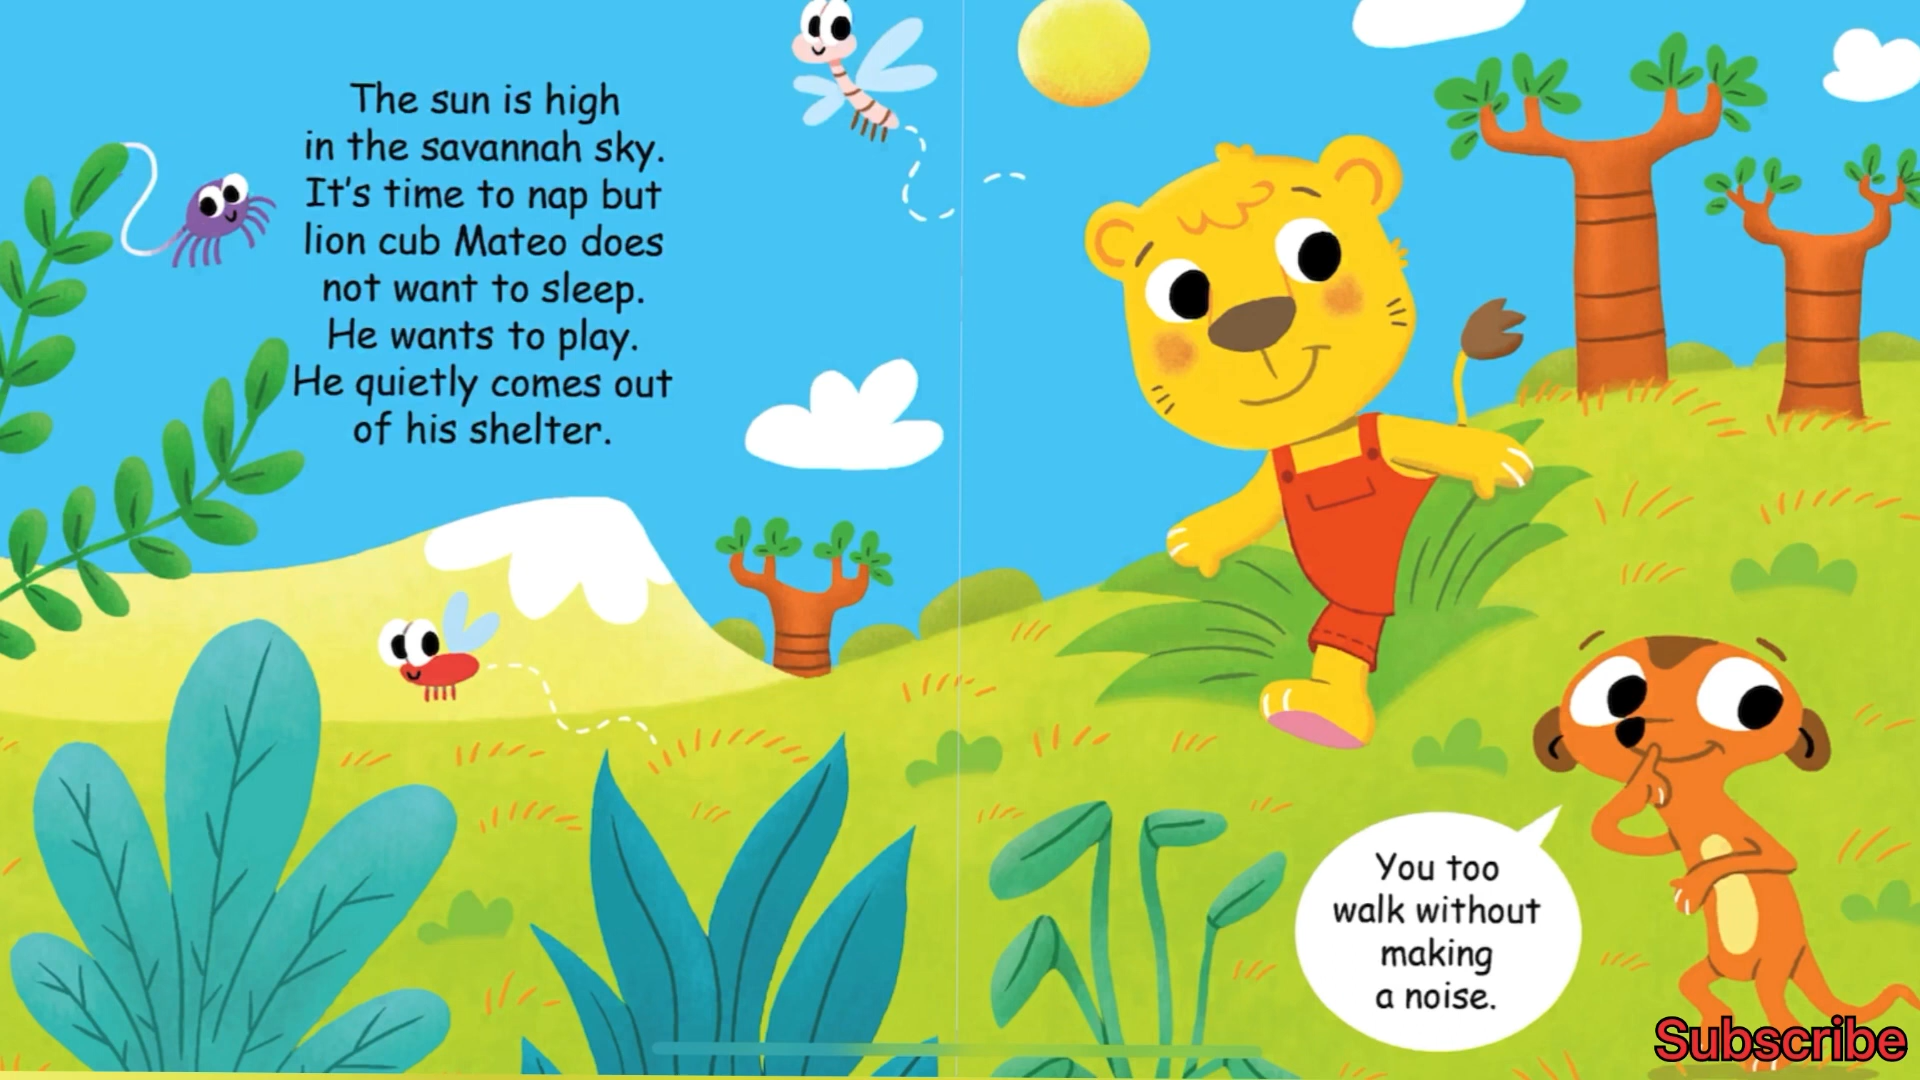 The sun is high
in the savannah sky.
It's time to nap but
lion cub Mateo does
not want to sleep.
He wants to play.
He quietly comes out
of his shelter.
You too
walk without
making
a noise.
Subscribe